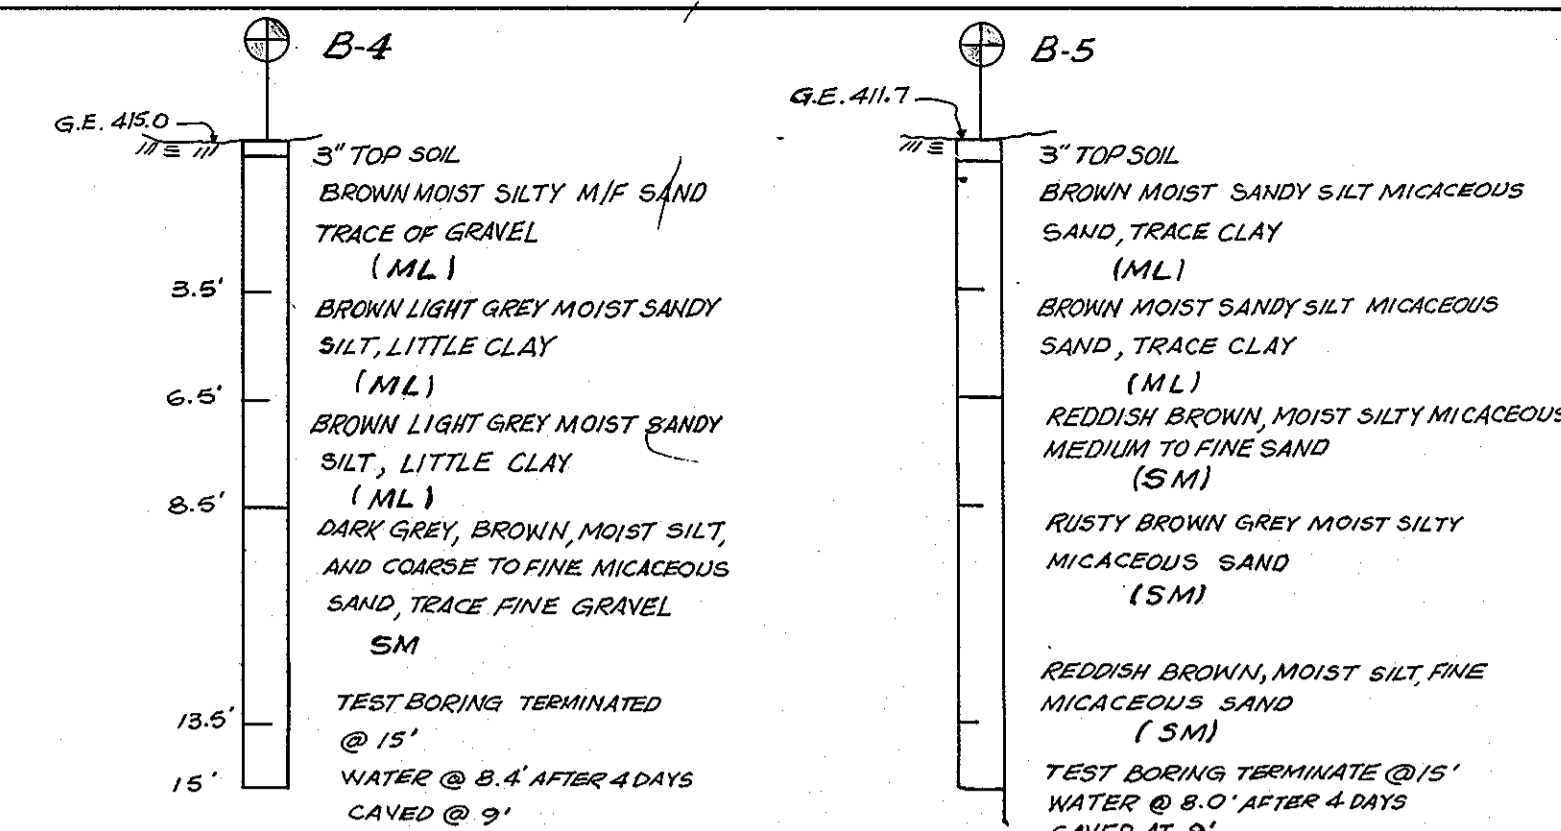 B-4
G.E. 415.0
3" TOP SOIL
BROWN MOIST SILTY M/F SAND
TRACE OF GRAVEL
(ML)
3.5'
BROWN LIGHT GREY MOIST SANDY
SILT, LITTLE CLAY
(ML)
6.5'
BROWN LIGHT GREY MOIST SANDY
SILT, LITTLE CLAY
(ML)
8.5'
DARK GREY, BROWN, MOIST SILT,
AND COARSE TO FINE MICACEOUS
SAND, TRACE FINE GRAVEL
SM
13.5'
TEST BORING TERMINATED
@ 15'
15'
WATER @ 8.4' AFTER 4 DAYS
CAVED @ 9'
B-5
G.E. 411.7
3" TOP SOIL
BROWN MOIST SANDY SILT MICACEOUS
SAND, TRACE CLAY
(ML)
BROWN MOIST SANDY SILT MICACEOUS
SAND, TRACE CLAY
(ML)
REDDISH BROWN, MOIST SILTY MICACEOUS
MEDIUM TO FINE SAND
(SM)
RUSTY BROWN GREY MOIST SILTY
MICACEOUS SAND
(SM)
REDDISH BROWN, MOIST SILT, FINE
MICACEOUS SAND
(SM)
TEST BORING TERMINATE @ 15'
WATER @ 8.0' AFTER 4 DAYS
CAVED AT 9'